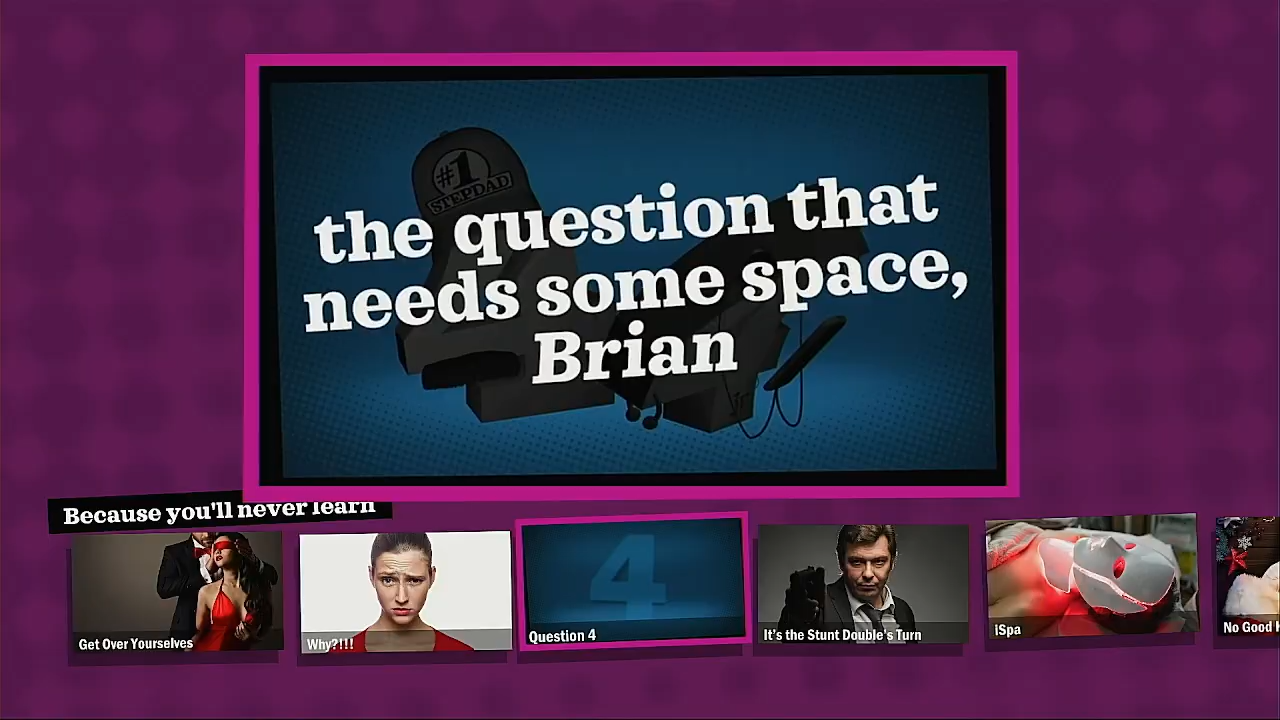 #1
STEPDAD
the question that
needs some space,
Brian
Jr
Because you'll never learn
Get Over Yourselves
Why?!!!
4
Question 4
It's the Stunt Double's Turn
iSpa
No Good